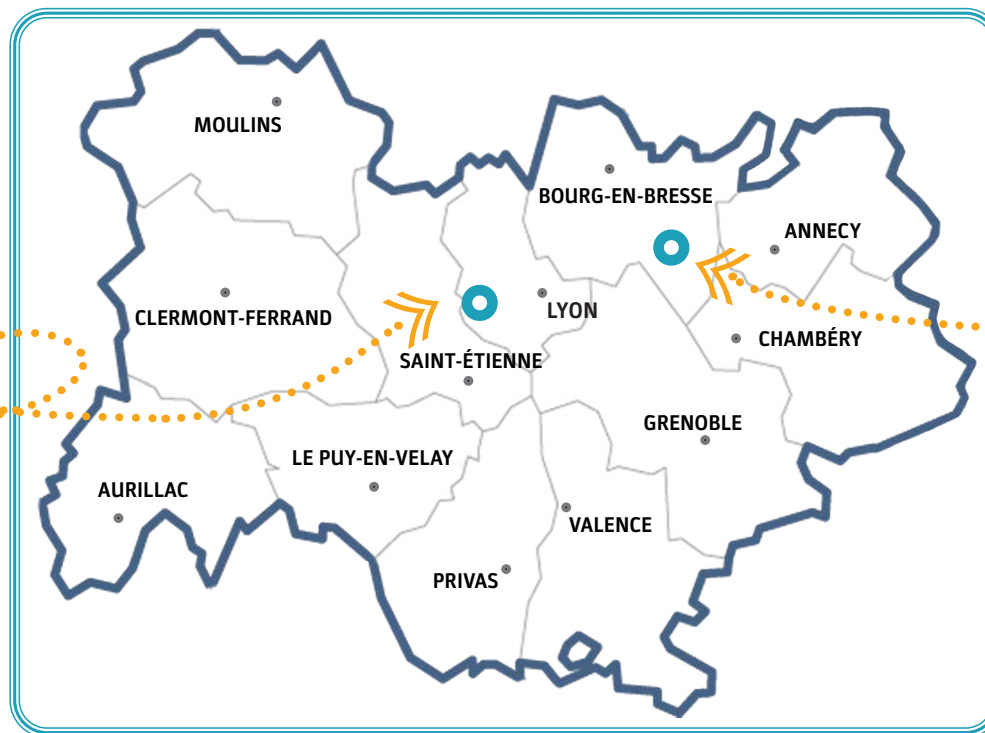 MOULINS
BOURG-EN-BRESSE
ANNECY
CLERMONT-FERRAND
LYON
CHAMBÉRY
SAINT-ÉTIENNE
GRENOBLE
LE PUY-EN-VELAY
AURILLAC
VALENCE
PRIVAS